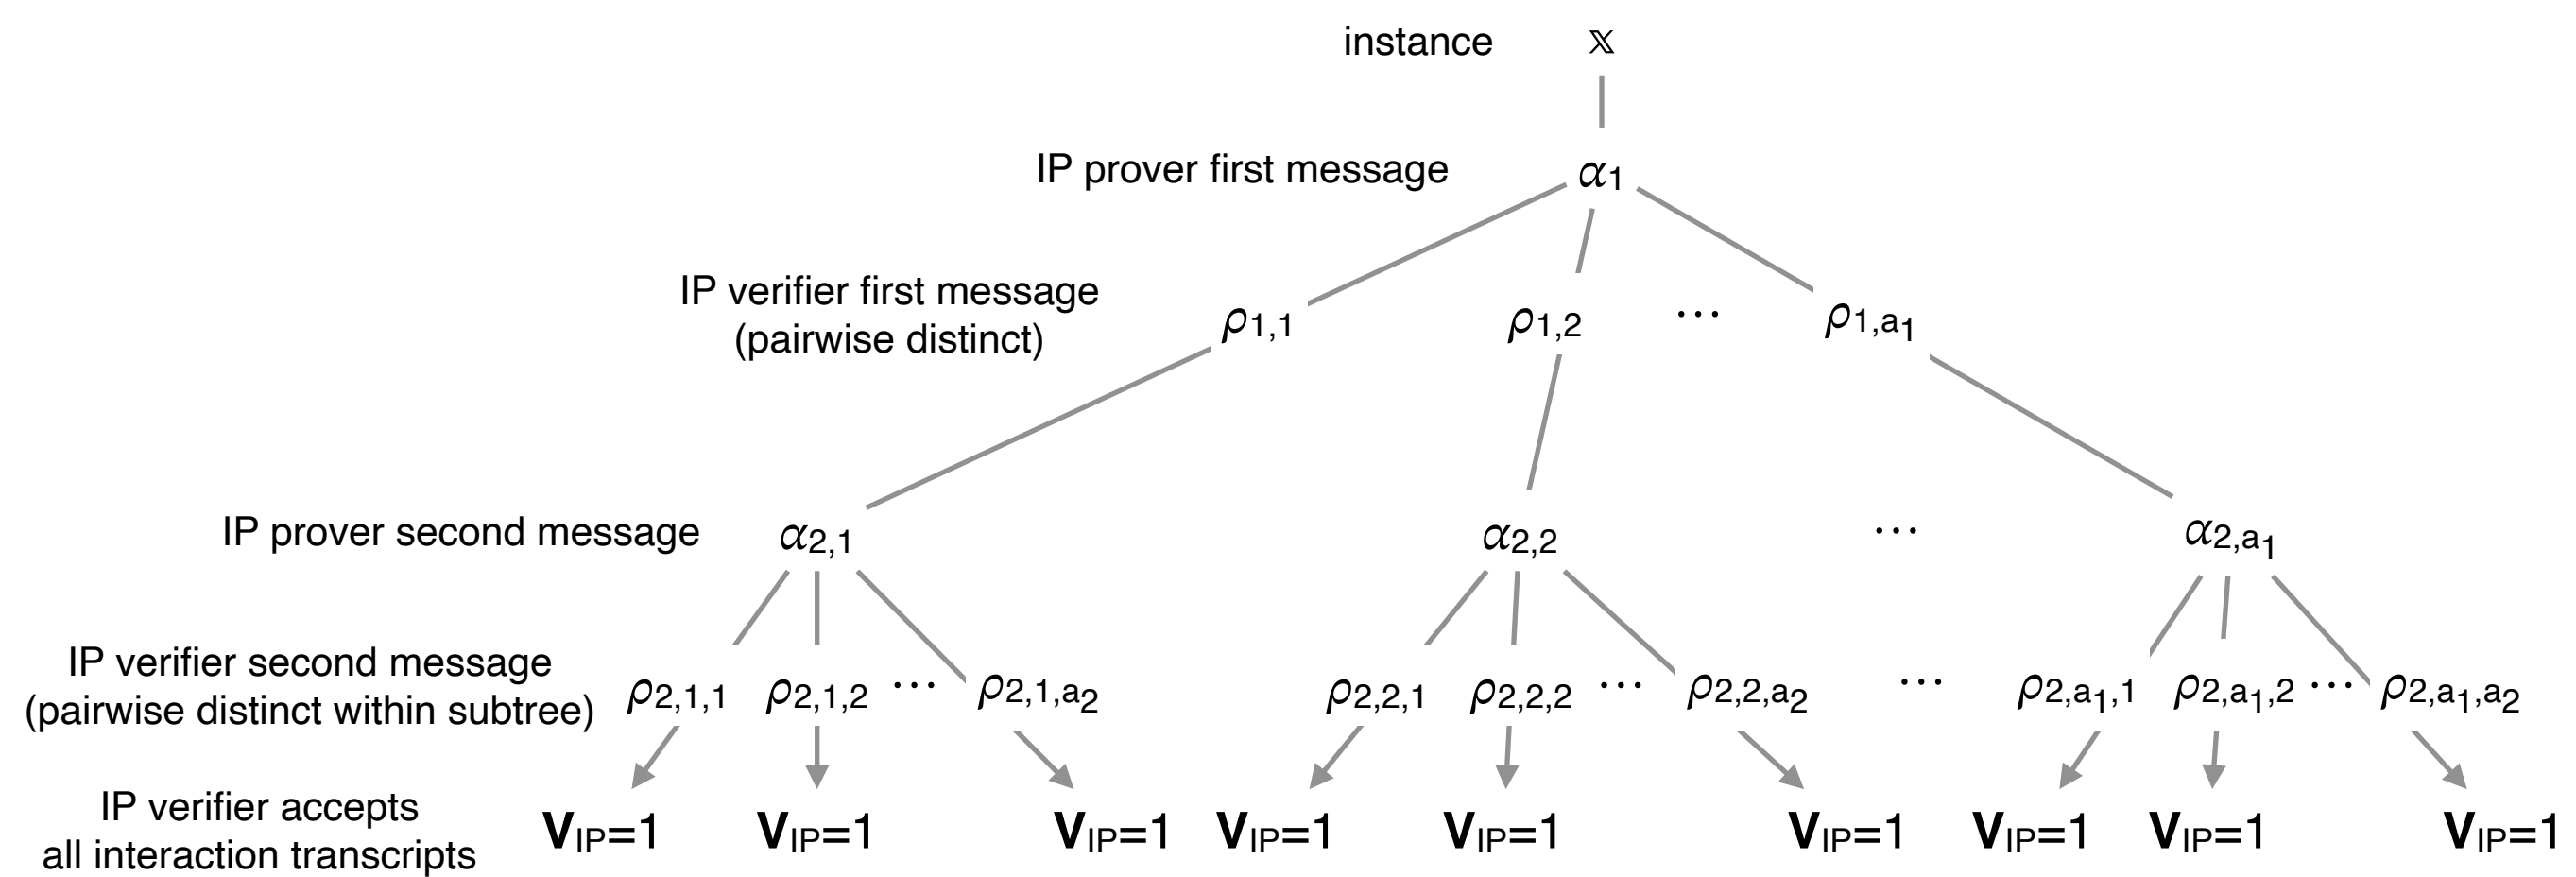 instance 𝕏
IP prover first message α₁
IP verifier first message
(pairwise distinct)
ρ1,1 ρ1,2 ⋯ ρ1,a₁
IP prover second message α2,1 α2,2 ⋯ α2,a₁
IP verifier second message
(pairwise distinct within subtree)
ρ2,1,1 ρ2,1,2 ⋯ ρ2,1,a₂ ρ2,2,1 ρ2,2,2 ⋯ ρ2,2,a₂ ⋯ ρ2,a₁,1 ρ2,a₁,2 ⋯ ρ2,a₁,a₂
IP verifier accepts
all interaction transcripts
VIP=1 VIP=1 VIP=1 VIP=1 VIP=1 VIP=1 VIP=1 VIP=1 VIP=1